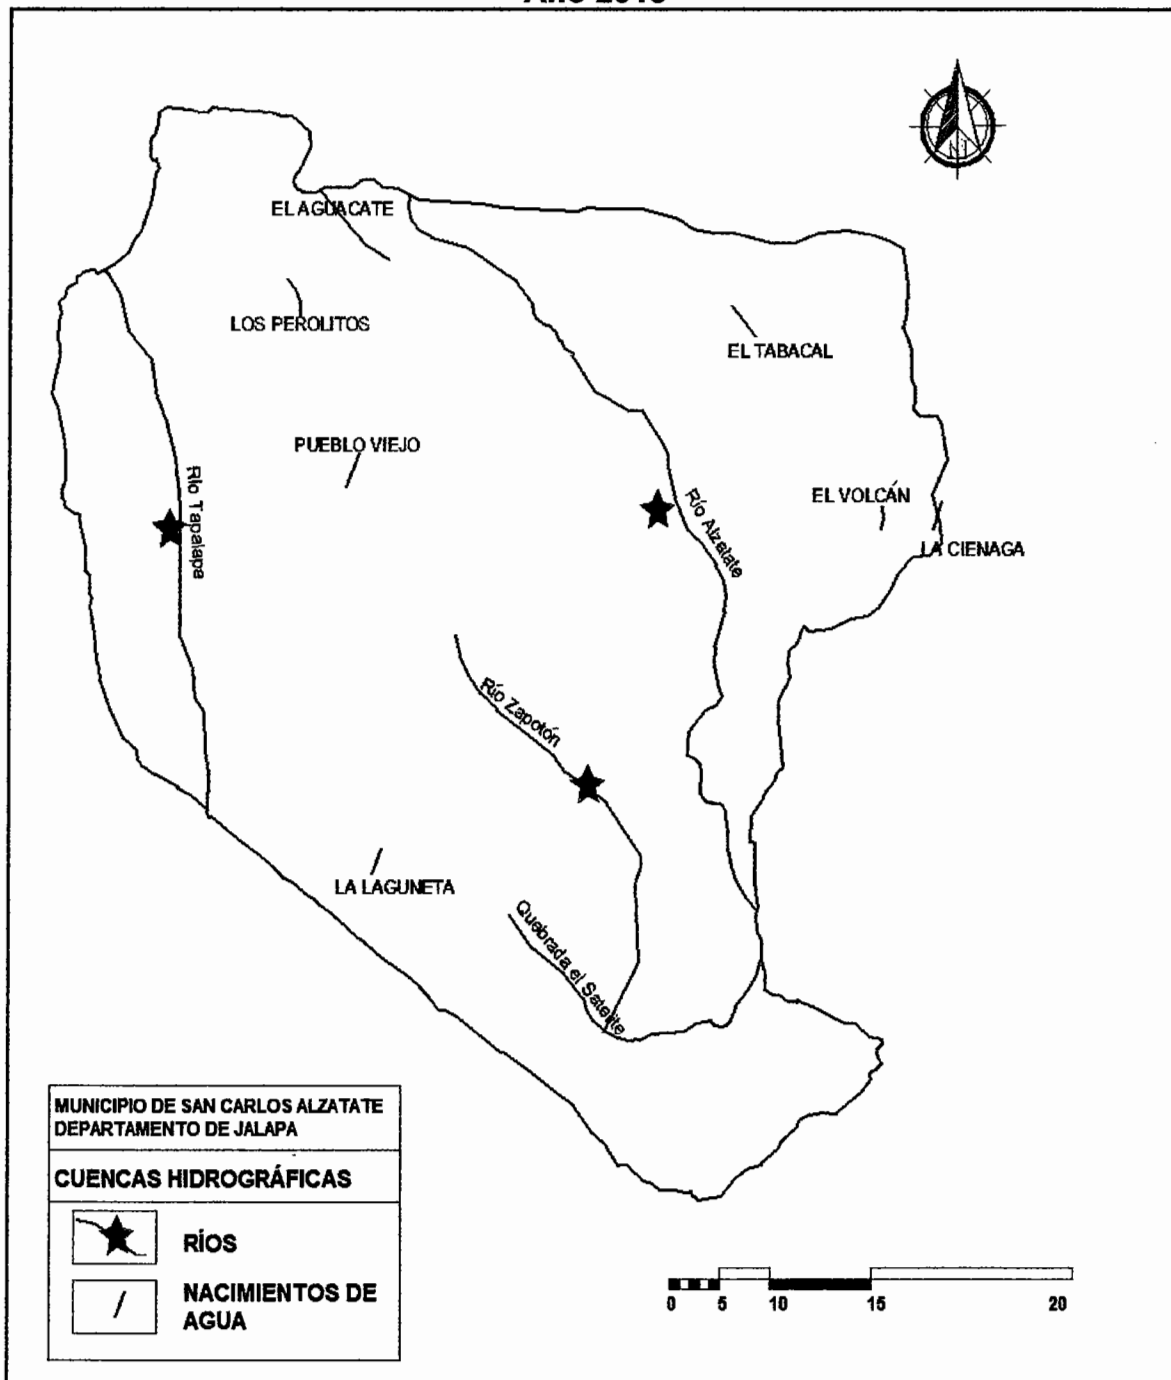 EL AGUACATE
LOS PEROLITOS
EL TABACAL
PUEBLO VIEJO
Río Tapalapa
EL VOLCÁN
Río Alzatate
LA CIENAGA
Río Zapotón
LA LAGUNETA
Quebrada el Satelite
MUNICIPIO DE SAN CARLOS ALZATATE
DEPARTAMENTO DE JALAPA
CUENCAS HIDROGRÁFICAS
RÍOS
NACIMIENTOS DE
AGUA
0 5 10 15 20